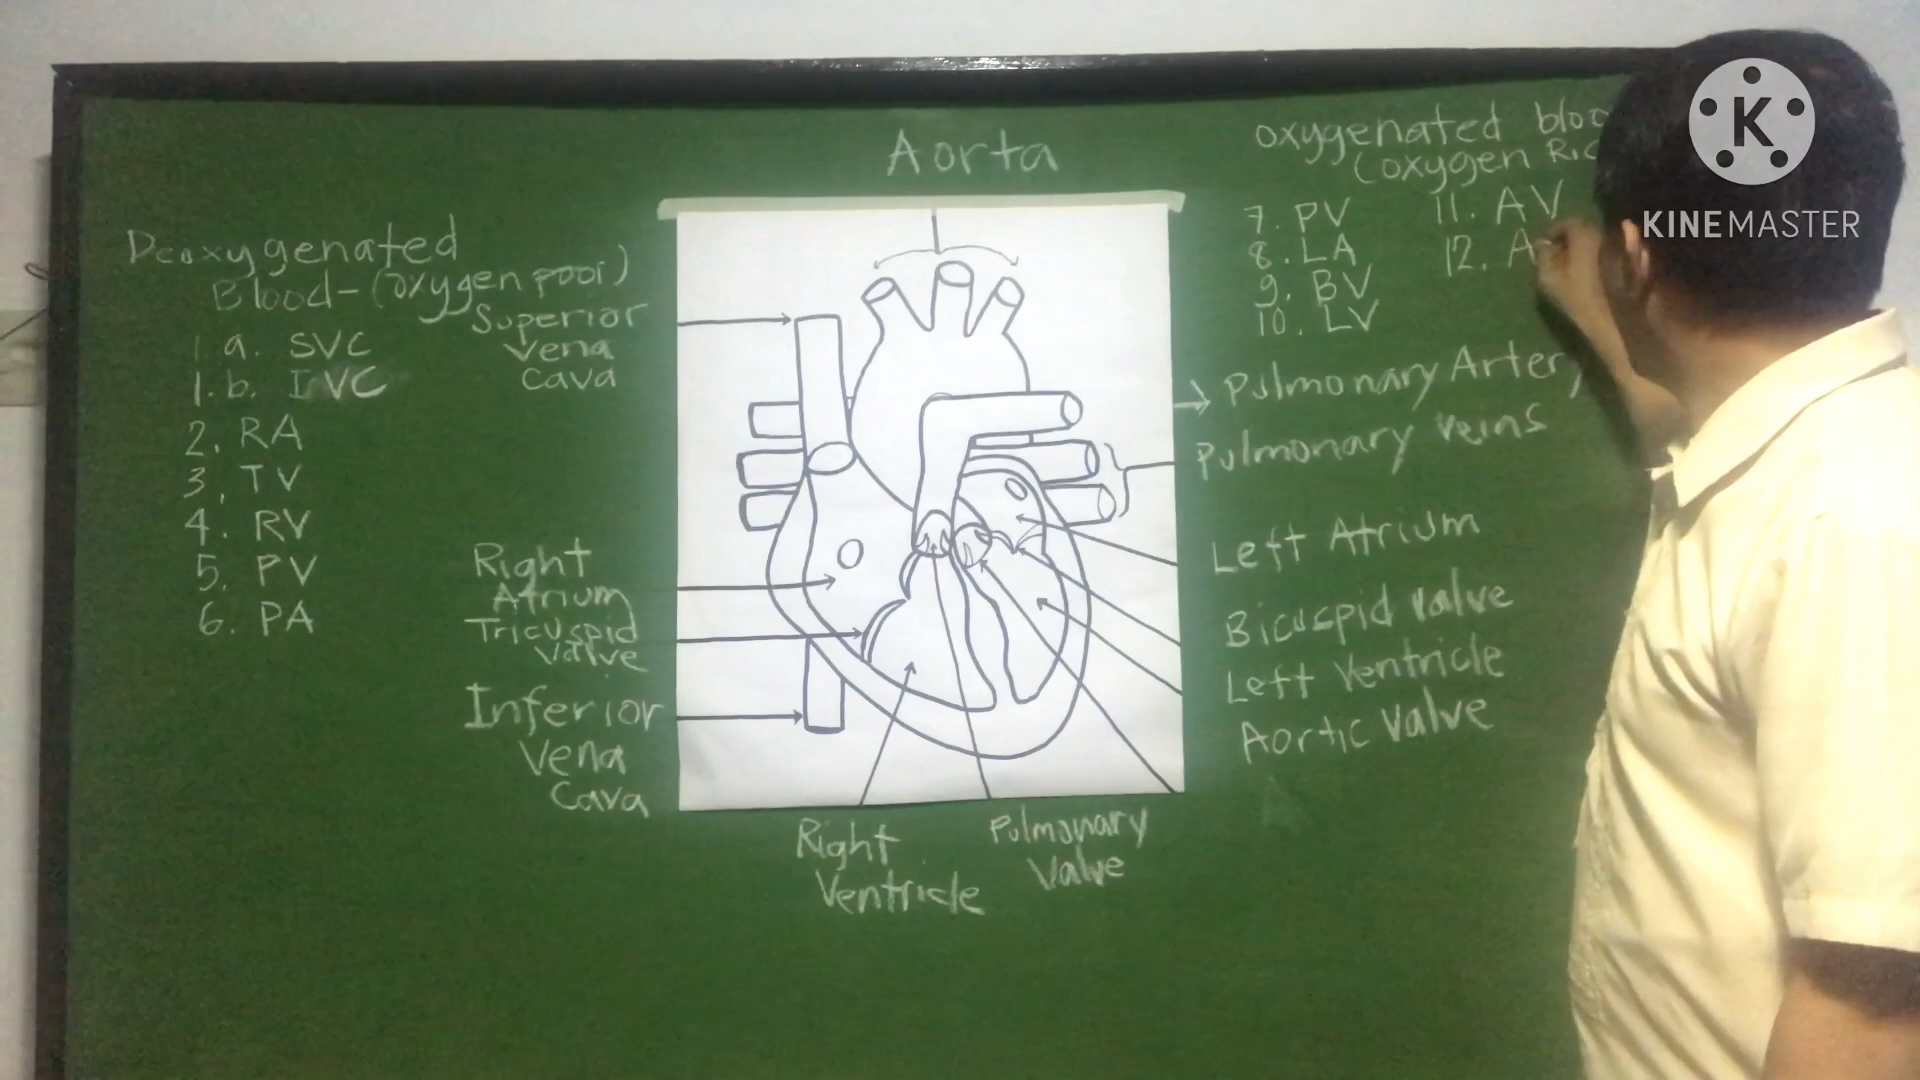 Aorta
Deoxygenated
Blood-(oxygen poor)
1 a. SVC
1. b. IVC
2. RA
3. TV
4. RV
5. PV
6. PA
Superior
Vena
Cava
Right
Atrium
Tricuspid
Valve
Inferior
Vena
Cava
Right
Ventricle
Pulmonary
Valve
oxygenated
(oxygen
7. PV
8. LA
9. BV
10. LV
11. AV
12. A
Pulmonary Artery
Pulmonary veins
Left Atrium
Bicuspid valve
Left Ventricle
Aortic Valve
K
KINEMASTER